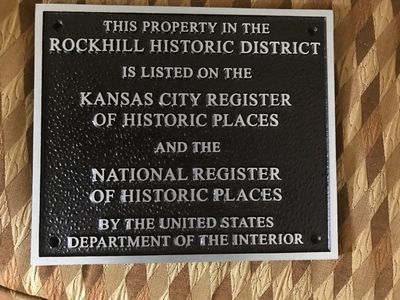 THIS PROPERTY IN THE
ROCKHILL HISTORIC DISTRICT
IS LISTED ON THE
KANSAS CITY REGISTER
OF HISTORIC PLACES
AND THE
NATIONAL REGISTER
OF HISTORIC PLACES
BY THE UNITED STATES
DEPARTMENT OF THE INTERIOR